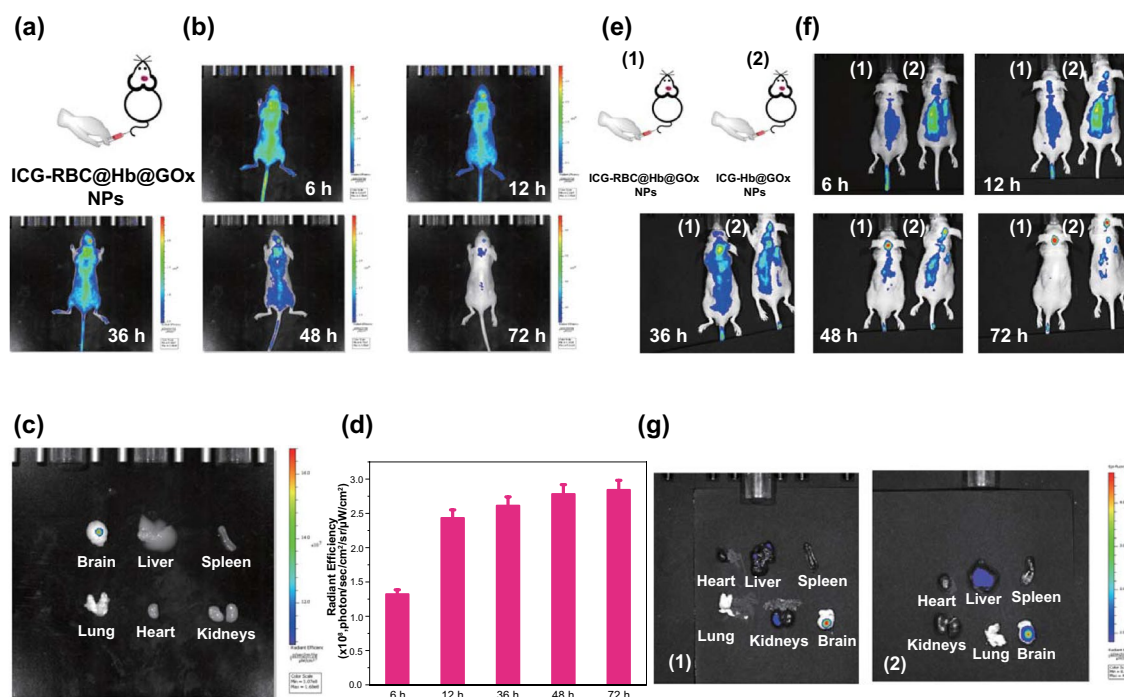 (a)
(b)
(e)
(f)
(1)
(2)
(1)
(2)
(1)
(2)
ICG-RBC@Hb@GOx
NPs
6 h
12 h
ICG-RBC@Hb@GOx
NPs
ICG-Hb@GOx
NPs
6 h
12 h
(1)
(2)
(1)
(2)
(1)
(2)
36 h
48 h
72 h
36 h
48 h
72 h
(c)
(d)
(g)
Brain
Liver
Spleen
Lung
Heart
Kidneys
Color Scale
Radiant Efficiency
(x10⁸,photon/sec/cm²/sr/μW/cm²)
3.0
2.5
2.0
1.5
1.0
0.5
0.0
6 h
12 h
36 h
48 h
72 h
Heart
Liver
Spleen
Lung
Kidneys
Brain
(1)
Heart
Liver
Spleen
Kidneys
Lung
Brain
(2)